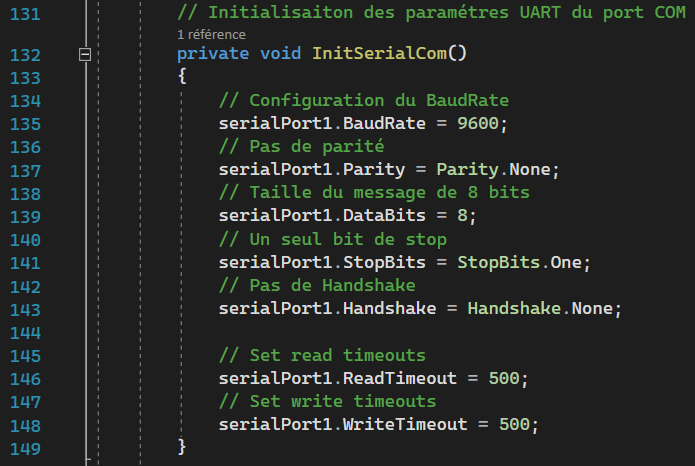 131 // Initialisaiton des paramétres UART du port COM
1 référence
132 private void InitSerialCom()
133 {
134 // Configuration du BaudRate
135 serialPort1.BaudRate = 9600;
136 // Pas de parité
137 serialPort1.Parity = Parity.None;
138 // Taille du message de 8 bits
139 serialPort1.DataBits = 8;
140 // Un seul bit de stop
141 serialPort1.StopBits = StopBits.One;
142 // Pas de Handshake
143 serialPort1.Handshake = Handshake.None;
144
145 // Set read timeouts
146 serialPort1.ReadTimeout = 500;
147 // Set write timeouts
148 serialPort1.WriteTimeout = 500;
149 }